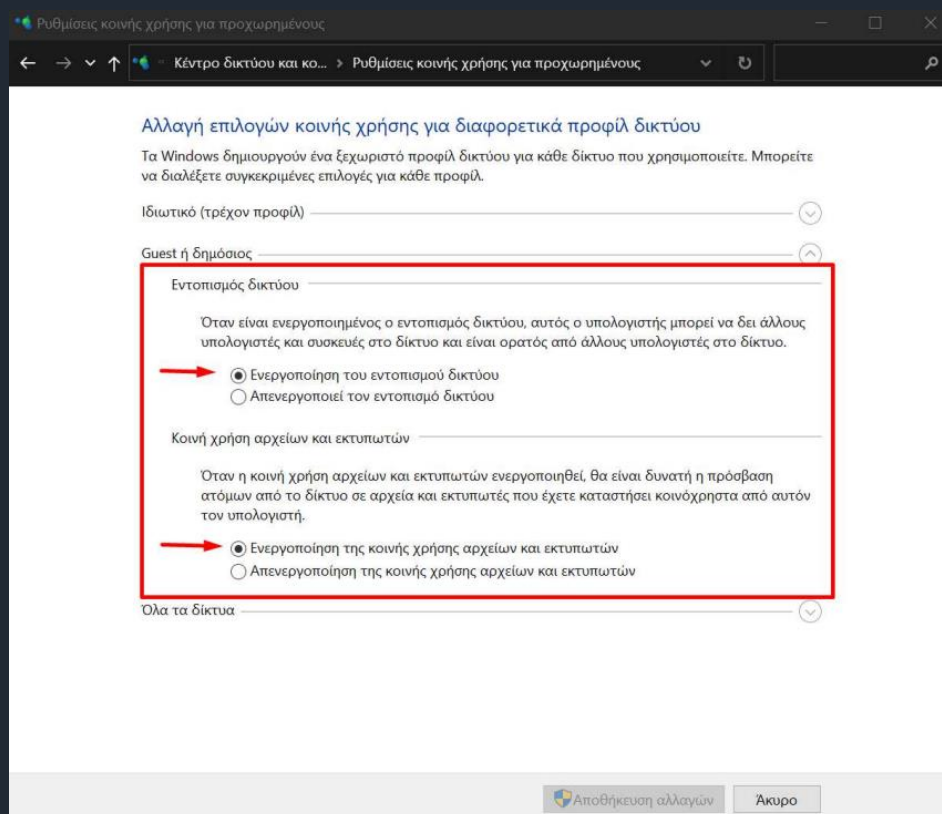 Ρυθμίσεις κοινής χρήσης για προχωρημένους
Κέντρο δικτύου και κο... > Ρυθμίσεις κοινής χρήσης για προχωρημένους
Αλλαγή επιλογών κοινής χρήσης για διαφορετικά προφίλ δικτύου
Τα Windows δημιουργούν ένα ξεχωριστό προφίλ δικτύου για κάθε δίκτυο που χρησιμοποιείτε. Μπορείτε
να διαλέξετε συγκεκριμένες επιλογές για κάθε προφίλ.
Ιδιωτικό (τρέχον προφίλ)
Guest ή δημόσιος
Εντοπισμός δικτύου
Όταν είναι ενεργοποιημένος ο εντοπισμός δικτύου, αυτός ο υπολογιστής μπορεί να δει άλλους
υπολογιστές και συσκευές στο δίκτυο και είναι ορατός από άλλους υπολογιστές στο δίκτυο.
Ενεργοποίηση του εντοπισμού δικτύου
Απενεργοποιεί τον εντοπισμό δικτύου
Κοινή χρήση αρχείων και εκτυπωτών
Όταν η κοινή χρήση αρχείων και εκτυπωτών ενεργοποιηθεί, θα είναι δυνατή η πρόσβαση
ατόμων από το δίκτυο σε αρχεία και εκτυπωτές που έχετε καταστήσει κοινόχρηστα από αυτόν
τον υπολογιστή.
Ενεργοποίηση της κοινής χρήσης αρχείων και εκτυπωτών
Απενεργοποίηση της κοινής χρήσης αρχείων και εκτυπωτών
Όλα τα δίκτυα
Αποθήκευση αλλαγών Άκυρο